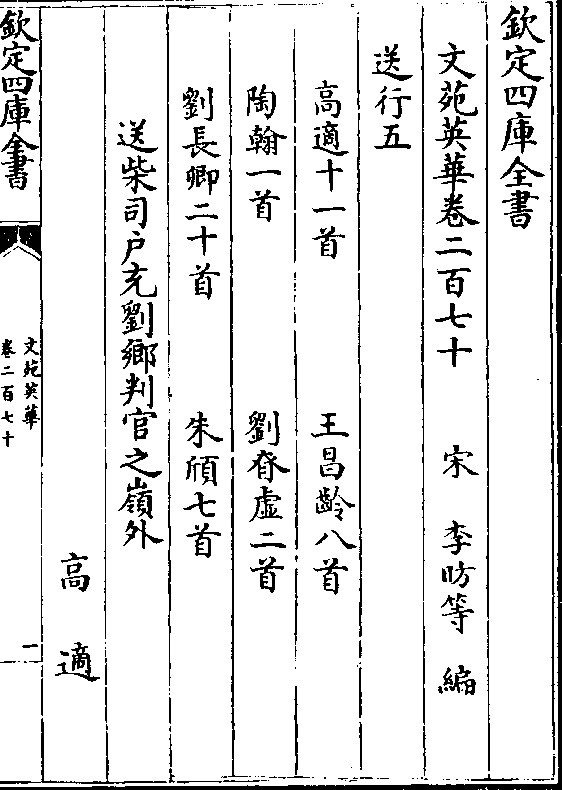 欽定四庫全書
文苑英華卷二百七十 宋 李昉等 編
送行五
高適十一首 王昌齡八首
陶翰一首 劉脊虛二首
劉長卿二十首 朱頎七首
送柴司户充劉鄉判官之嶺外
高適
欽定四庫全書
文苑英華
卷二百七十
一